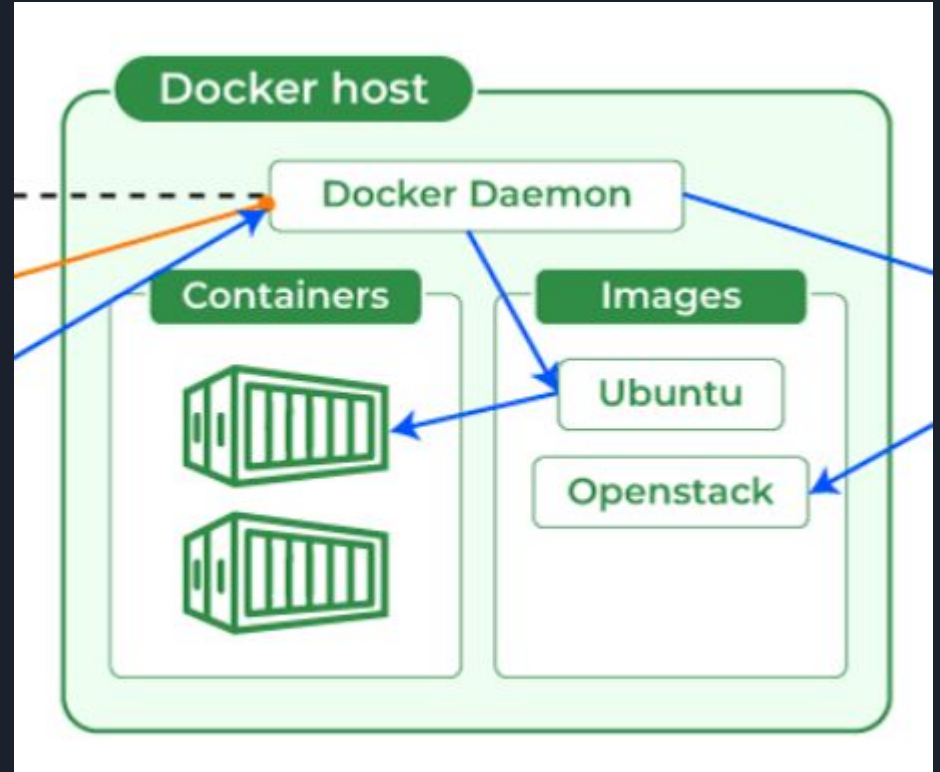 Docker host
Docker Daemon
Containers
Images
Ubuntu
Openstack